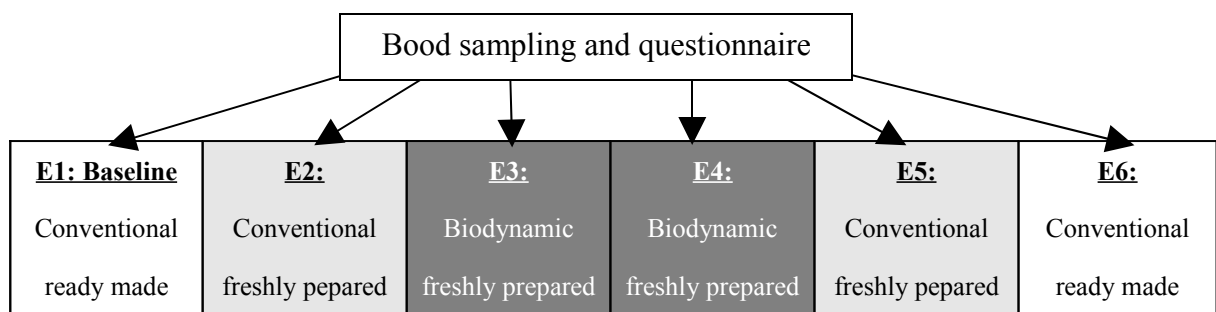 Bood sampling and questionnaire
E1: Baseline
Conventional
ready made
E2:
Conventional
freshly pepared
E3:
Biodynamic
freshly prepared
E4:
Biodynamic
freshly prepared
E5:
Conventional
freshly pepared
E6:
Conventional
ready made